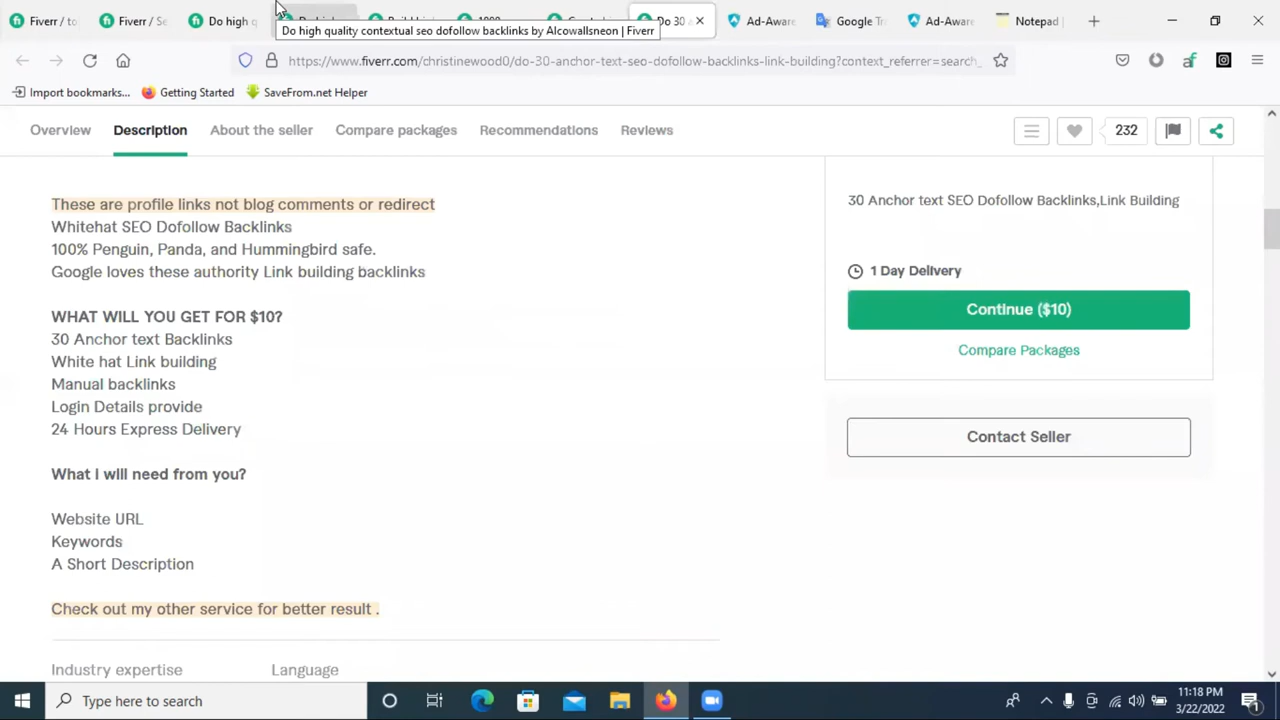 Fiverr / to
Fiverr / Se
Do high q
Do 30 a
Ad-Aware
Google Tra
Ad-Aware
Notepad
Do high quality contextual seo dofollow backlinks by Alcowallsneon | Fiverr
https://www.fiverr.com/christinewood0/do-30-anchor-text-seo-dofollow-backlinks-link-building?context_referrer=search_
Import bookmarks...
Getting Started
SaveFrom.net Helper
Overview
Description
About the seller
Compare packages
Recommendations
Reviews
232
These are profile links not blog comments or redirect
Whitehat SEO Dofollow Backlinks
100% Penguin, Panda, and Hummingbird safe.
Google loves these authority Link building backlinks
WHAT WILL YOU GET FOR $10?
30 Anchor text Backlinks
White hat Link building
Manual backlinks
Login Details provide
24 Hours Express Delivery
What I will need from you?
Website URL
Keywords
A Short Description
Check out my other service for better result .
Industry expertise
Language
30 Anchor text SEO Dofollow Backlinks,Link Building
1 Day Delivery
Continue ($10)
Compare Packages
Contact Seller
Type here to search
11:18 PM
3/22/2022
1